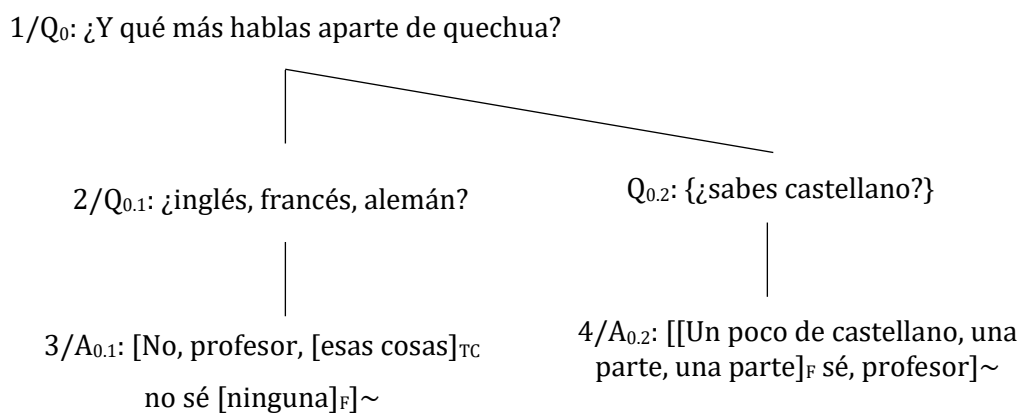 1/Q₀: ¿Y qué más hablas aparte de quechua?
2/Q₀.₁: ¿inglés, francés, alemán?
Q₀.₂: {¿sabes castellano?}
3/A₀.₁: [No, profesor, [esas cosas]TC
no sé [ninguna]F]~
4/A₀.₂: [[Un poco de castellano, una
parte, una parte]F sé, profesor]~